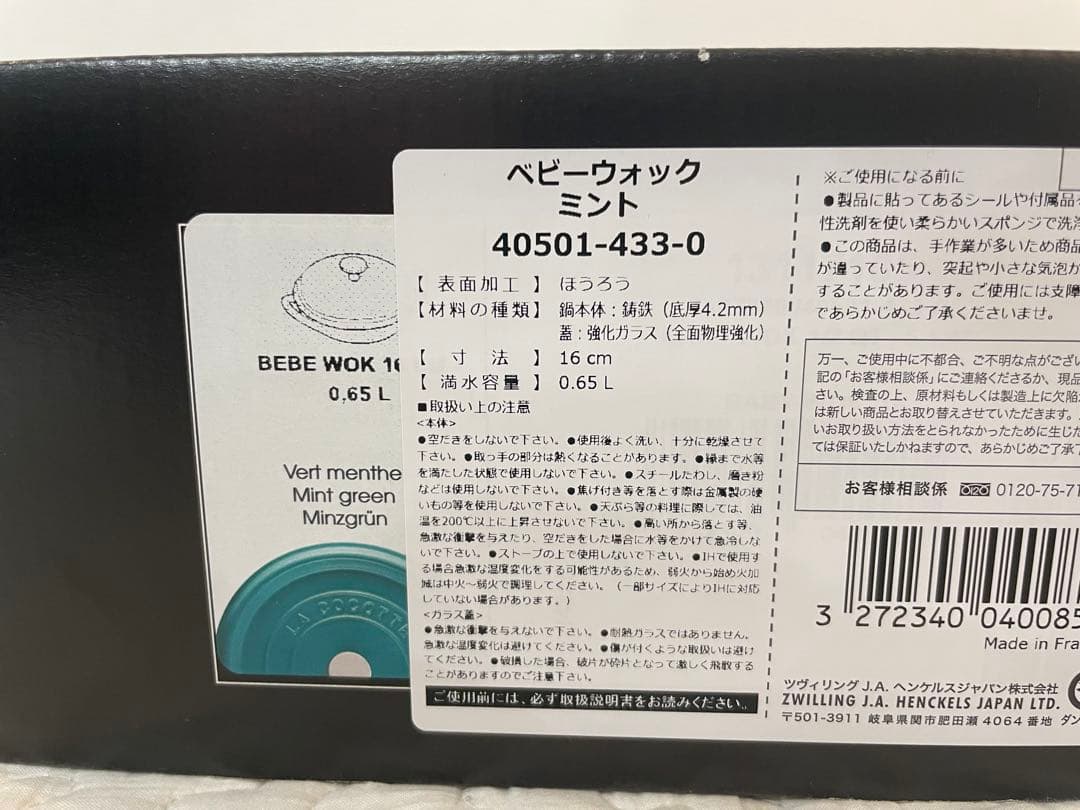 ベビーウォック
ミント
40501-433-0
【 表面加工 】 ほうろう
【材料の種類】 鍋本体：鋳鉄（底厚4.2mm）
蓋：強化ガラス（全面物理強化）
【 寸 法 】 16 cm
【 満水容量 】 0.65 L
■取扱い上の注意
<本体>
●空だきをしないで下さい。●使用後よく洗い、十分に乾燥させて
下さい。●取っ手の部分は熱くなることがあります。●縁まで水等
を満たした状態で使用しないで下さい。●スチールたわし、磨き粉
などは使用しないで下さい。●焦げ付き等を落とす際は金属製の硬
いもの等を使用しないで下さい。●天ぷら等の料理に際しては、油
温を200℃以上に上昇させないで下さい。●高い所から落とす等、
急激な衝撃を与えたり、空だきをした場合に水等をかけて急冷しな
いで下さい。●ストーブの上で使用しないで下さい。●IHで使用す
る場合急激な温度変化をする可能性があるため、弱火から始め火加
減は中火～弱火で調理してください。（一部サイズによりIHに対応
していない場合があります。）
<ガラス蓋>
●急激な衝撃を与えないで下さい。●耐熱ガラスではありません。
急激な温度変化は避けてください。●傷が付くような取扱いは避け
てください。●破損した場合、破片が砕片となって激しく飛散する
ことがありますのでご注意下さい。
ご使用前には、必ず取扱説明書をお読みください。
※ご使用になる前に
●製品に貼ってあるシールや付属品
性洗剤を使い柔らかいスポンジで洗浄
●この商品は、手作業が多いため商品
が違っていたり、突起や小さな気泡が
することがあります。ご使用には支障
であらかじめご了承くださいませ。
万一、ご使用中に不都合、ご不明な点がござい
記の「お客様相談係」にご連絡くださるか、現品
さい。検査の上、原材料もしくは製造上に欠陥
は新しい商品とお取り替えさせていただきます。
いお取り扱い方法をとられなかったために生じた
ては保証いたしかねますので、あらかじめご了承
お客様相談係 0120-75-71
3 272340 040085
Made in Fra
ツヴィリング J.A. ヘンケルスジャパン株式会社
ZWILLING J.A. HENCKELS JAPAN LTD.
〒501-3911 岐阜県関市肥田瀬 4064 番地 ダン
BEBE WOK 16
0,65 L
Vert menthe
Mint green
Minzgrün
LA COCOTTE